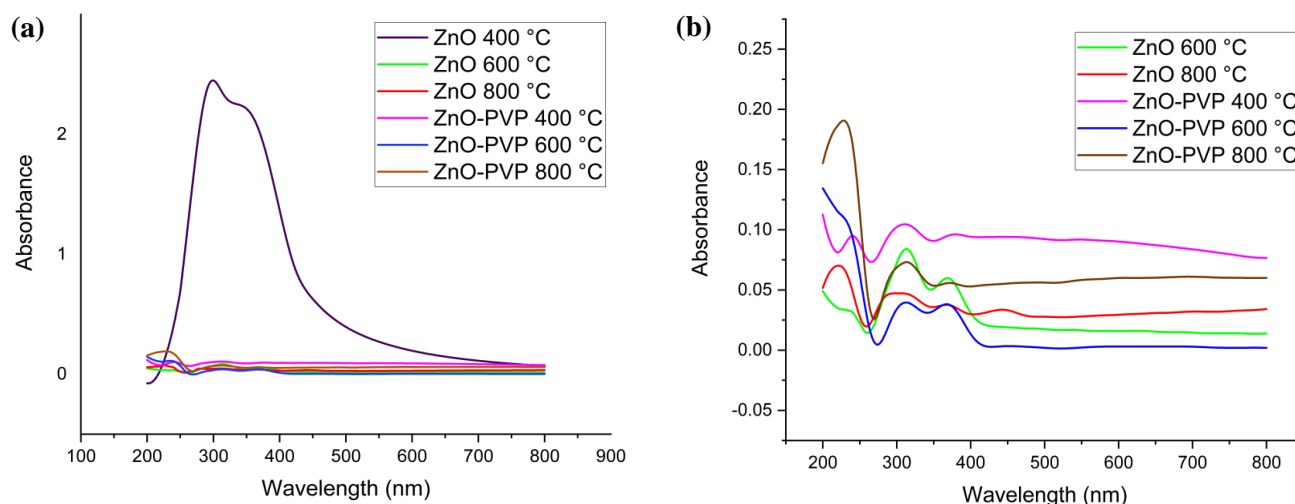 (a)
ZnO 400 °C
ZnO 600 °C
ZnO 800 °C
ZnO-PVP 400 °C
ZnO-PVP 600 °C
ZnO-PVP 800 °C
Absorbance
2
1
0
100 200 300 400 500 600 700 800 900
Wavelength (nm)
(b)
ZnO 600 °C
ZnO 800 °C
ZnO-PVP 400 °C
ZnO-PVP 600 °C
ZnO-PVP 800 °C
Absorbance
0.25
0.20
0.15
0.10
0.05
0.00
-0.05
200 300 400 500 600 700 800
Wavelength (nm)